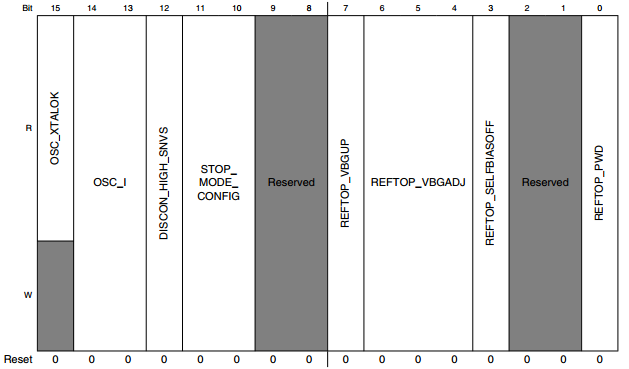 Bit 15 14 13 12 11 10 9 8 7 6 5 4 3 2 1 0
R
OSC_XTALOK
OSC_I
DISCON_HIGH_SNVS
STOP_
MODE_
CONFIG
Reserved
REFTOP_VBGUP
REFTOP_VBGADJ
REFTOP_SELFBIASOFF
Reserved
REFTOP_PWD
W
Reset 0 0 0 0 0 0 0 0 0 0 0 0 0 0 0 0